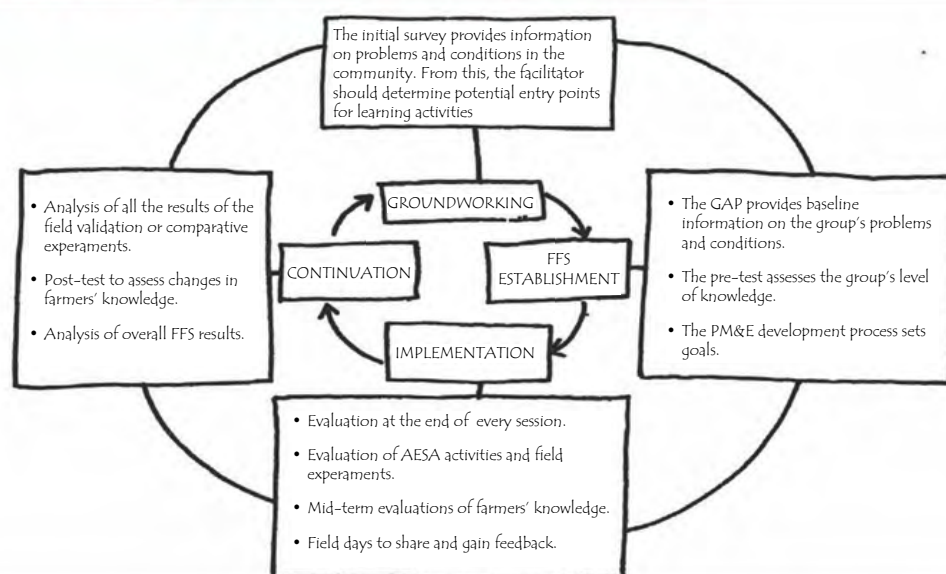 The initial survey provides information
on problems and conditions in the
community. From this, the facilitator
should determine potential entry points
for learning activities
GROUNDWORKING
• Analysis of all the results of the
field validation or comparative
experaments.
• Post-test to assess changes in
farmers' knowledge.
• Analysis of overall FFS results.
CONTINUATION
FFS
ESTABLISHMENT
• The GAP provides baseline
information on the group's problems
and conditions.
• The pre-test assesses the group's level
of knowledge.
• The PM&E development process sets
goals.
IMPLEMENTATION
• Evaluation at the end of every session.
• Evaluation of AESA activities and field
experaments.
• Mid-term evaluations of farmers' knowledge.
• Field days to share and gain feedback.